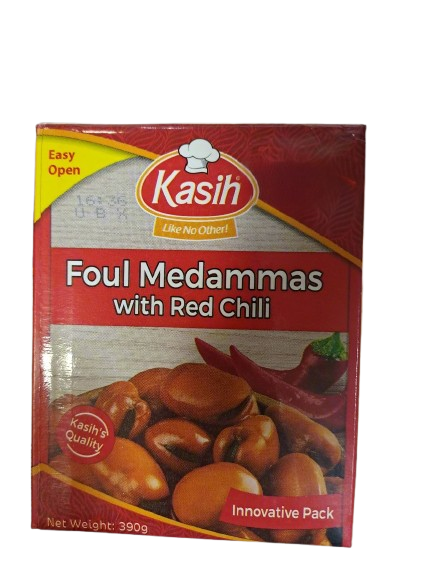 Easy
Open
16:36
U B X
Kasih
Like No Other!
Foul Medammas
with Red Chili
Kasih's
Quality
Innovative Pack
Net Weight: 390g